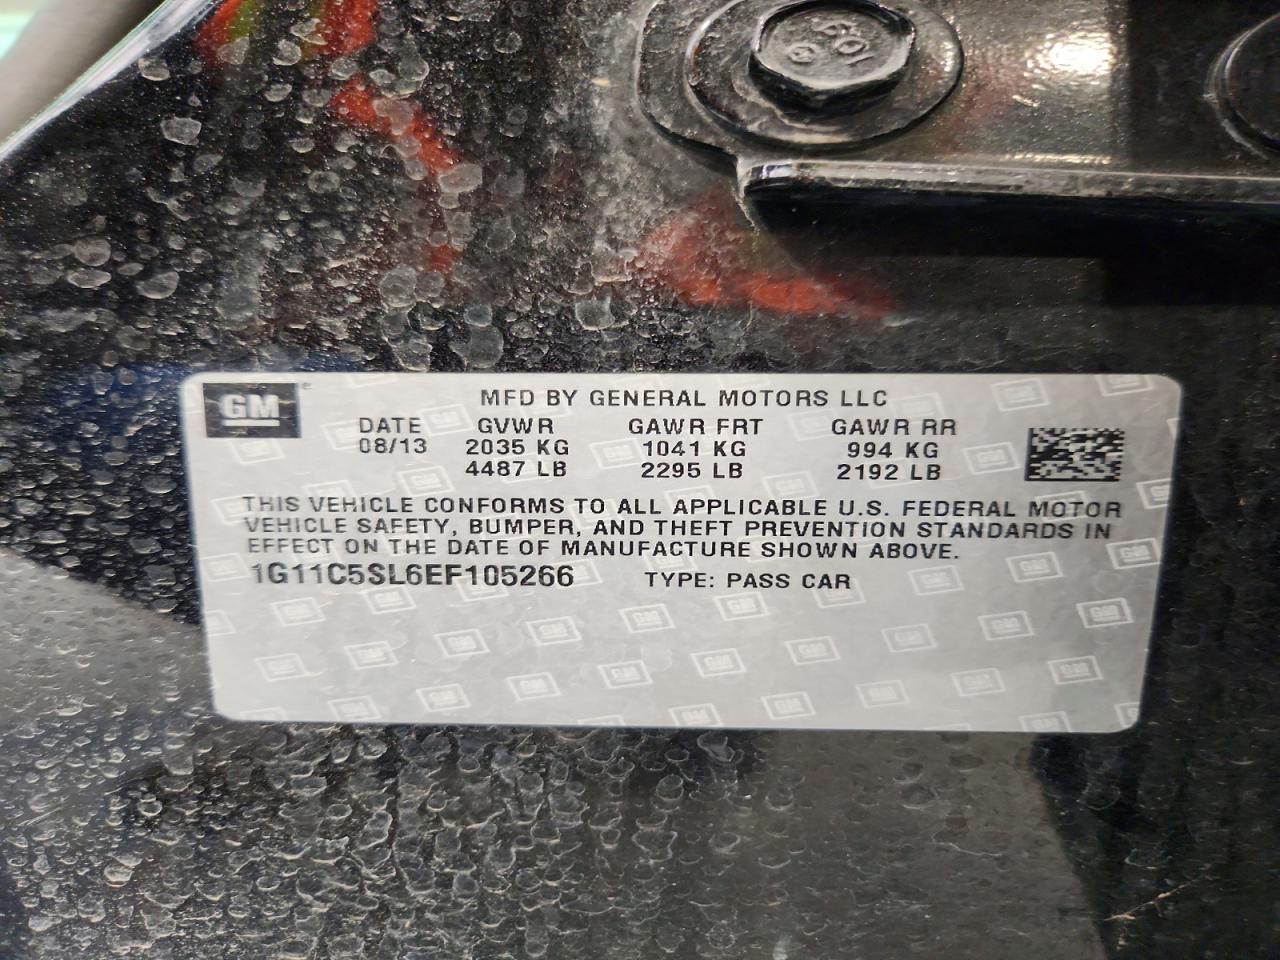 109
GM
MFD BY GENERAL MOTORS LLC
DATE GVWR GAWR FRT GAWR RR
08/13 2035 KG 1041 KG 994 KG
4487 LB 2295 LB 2192 LB
THIS VEHICLE CONFORMS TO ALL APPLICABLE U.S. FEDERAL MOTOR
VEHICLE SAFETY, BUMPER, AND THEFT PREVENTION STANDARDS IN
EFFECT ON THE DATE OF MANUFACTURE SHOWN ABOVE.
1G11C5SL6EF105266 TYPE: PASS CAR